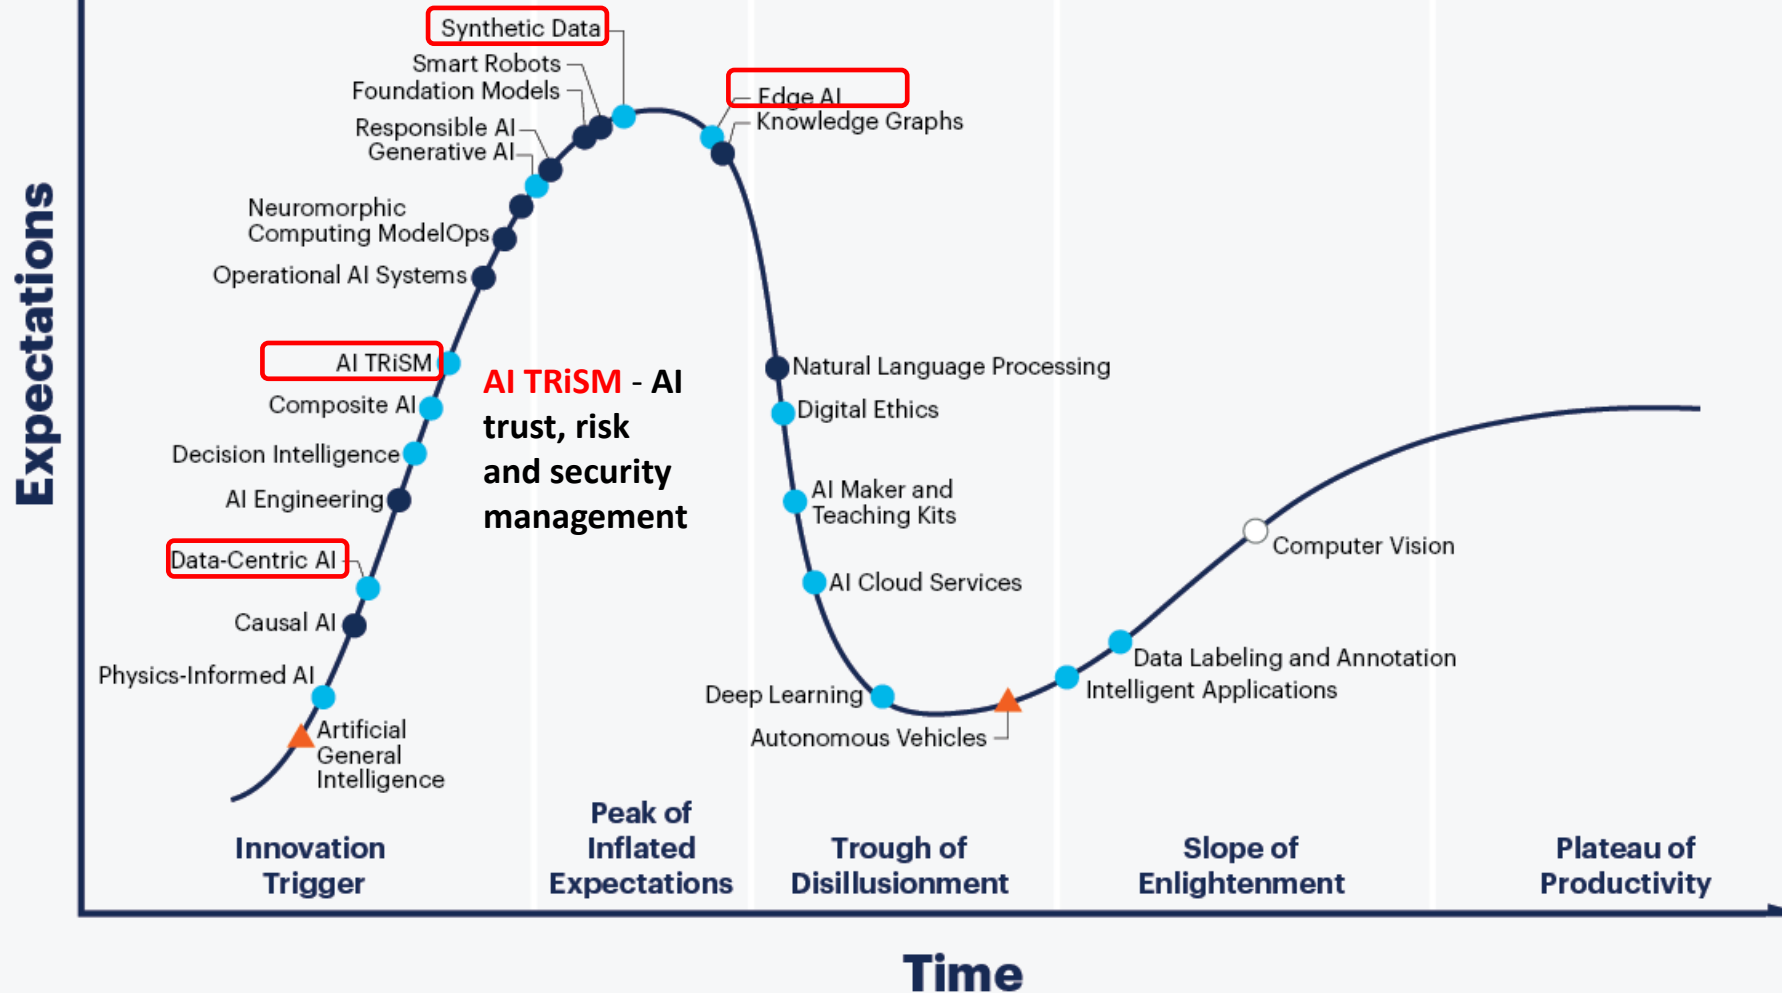 Expectations
Synthetic Data
Smart Robots
Foundation Models
Responsible AI
Generative AI
Neuromorphic
Computing ModelOps
Operational AI Systems
AI TRiSM
Composite AI
Decision Intelligence
AI Engineering
Data-Centric AI
Causal AI
Physics-Informed AI
Artificial
General
Intelligence
AI TRiSM - AI
trust, risk
and security
management
Edge AI
Knowledge Graphs
Natural Language Processing
Digital Ethics
AI Maker and
Teaching Kits
AI Cloud Services
Deep Learning
Autonomous Vehicles
Computer Vision
Data Labeling and Annotation
Intelligent Applications
Innovation
Trigger
Peak of
Inflated
Expectations
Trough of
Disillusionment
Slope of
Enlightenment
Plateau of
Productivity
Time